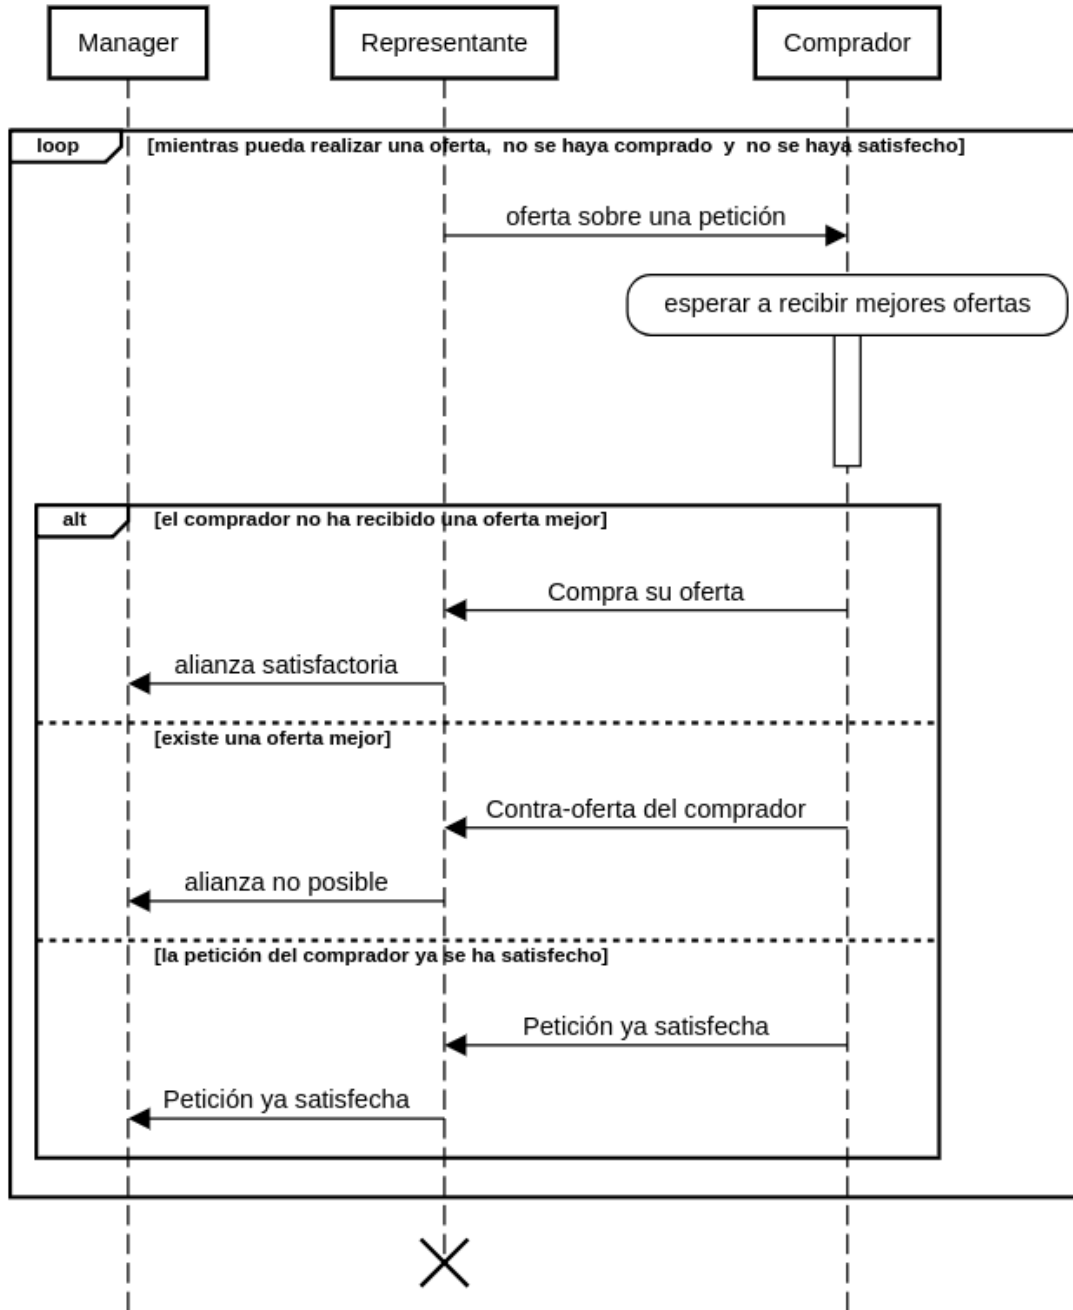 Manager
Representante
Comprador
loop
[mientras pueda realizar una oferta, no se haya comprado y no se haya satisfecho]
oferta sobre una petición
esperar a recibir mejores ofertas
alt
[el comprador no ha recibido una oferta mejor]
Compra su oferta
alianza satisfactoria
[existe una oferta mejor]
Contra-oferta del comprador
alianza no posible
[la petición del comprador ya se ha satisfecho]
Petición ya satisfecha
Petición ya satisfecha